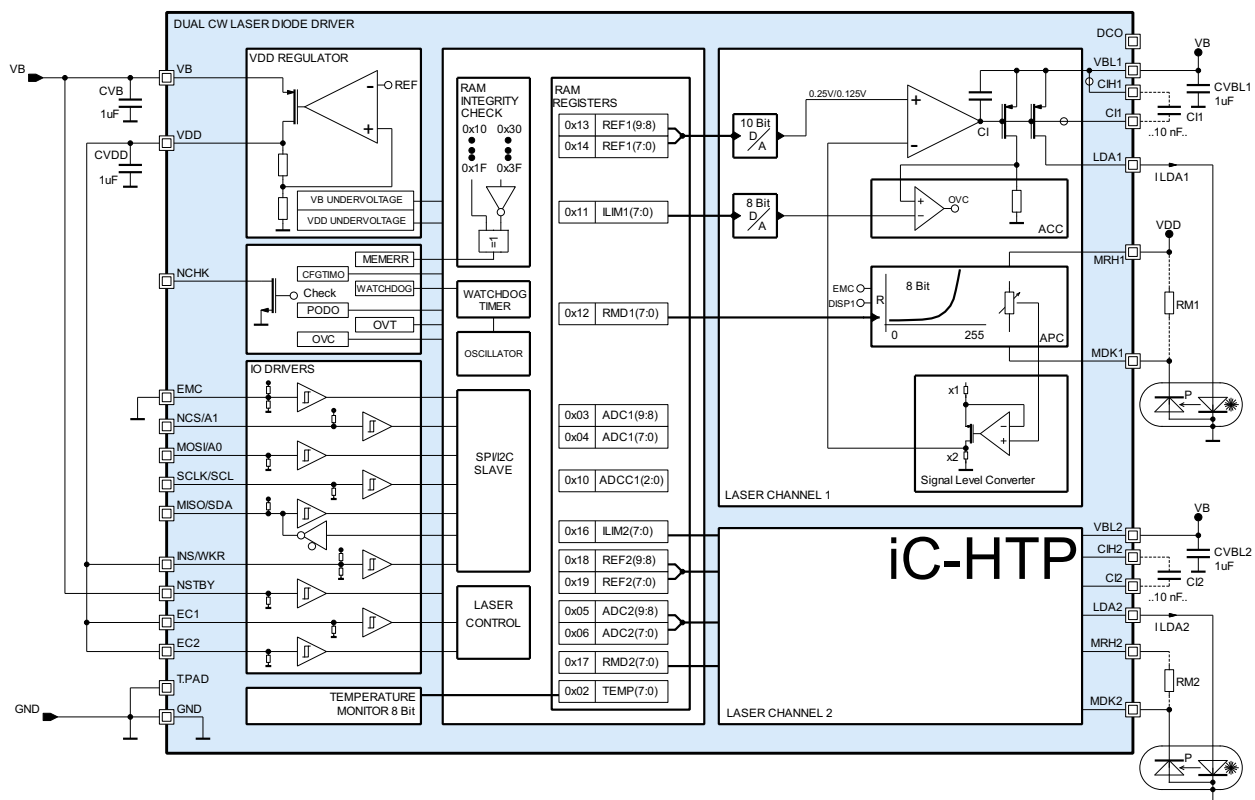 DUAL CW LASER DIODE DRIVER
VB
CVB
1uF
CVDD
1uF
GND
VB
VDD
NCHK
EMC
NCS/A1
MOSI/A0
SCLK/SCL
MISO/SDA
INS/WKR
NSTBY
EC1
EC2
T.PAD
GND
VDD REGULATOR
REF
-
+
VB UNDERVOLTAGE
VDD UNDERVOLTAGE
MEMERR
CFGTIMO
Check
WATCHDOG
PODO
OVT
OVC
IO DRIVERS
TEMPERATURE
MONITOR 8 Bit
RAM
INTEGRITY
CHECK
0x10 0x30
0x1F 0x3F
=1
WATCHDOG
TIMER
OSCILLATOR
SPI/I2C
SLAVE
LASER
CONTROL
RAM
REGISTERS
0x13 REF1(9:8)
0x14 REF1(7:0)
0x11 ILIM1(7:0)
0x12 RMD1(7:0)
0x03 ADC1(9:8)
0x04 ADC1(7:0)
0x10 ADCC1(2:0)
0x16 ILIM2(7:0)
0x18 REF2(9:8)
0x19 REF2(7:0)
0x05 ADC2(9:8)
0x06 ADC2(7:0)
0x17 RMD2(7:0)
0x02 TEMP(7:0)
10 Bit
D/A
8 Bit
D/A
0.25V/0.125V
+
-
CI
+
-
OVC
ACC
EMC
DISP1
R
8 Bit
0 255
APC
x1
-
+
x2
Signal Level Converter
LASER CHANNEL 1
iC-HTP
LASER CHANNEL 2
DCO
VBL1
CIH1
CI1
LDA1
MRH1
MDK1
VBL2
CIH2
CI2
LDA2
MRH2
MDK2
VB
CVBL1
1uF
CI1
..10 nF..
ILDA1
VDD
RM1
P
VB
CVBL2
1uF
CI2
..10 nF..
ILDA2
RM2
P